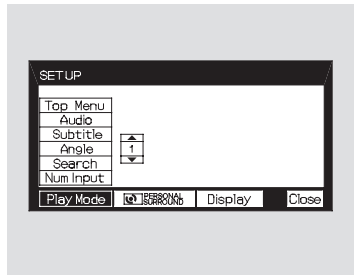 SETUP
Top Menu
Audio
Subtitle
Angle
1
Search
Num Input
Play Mode PERSONAL SURROUND Display Close